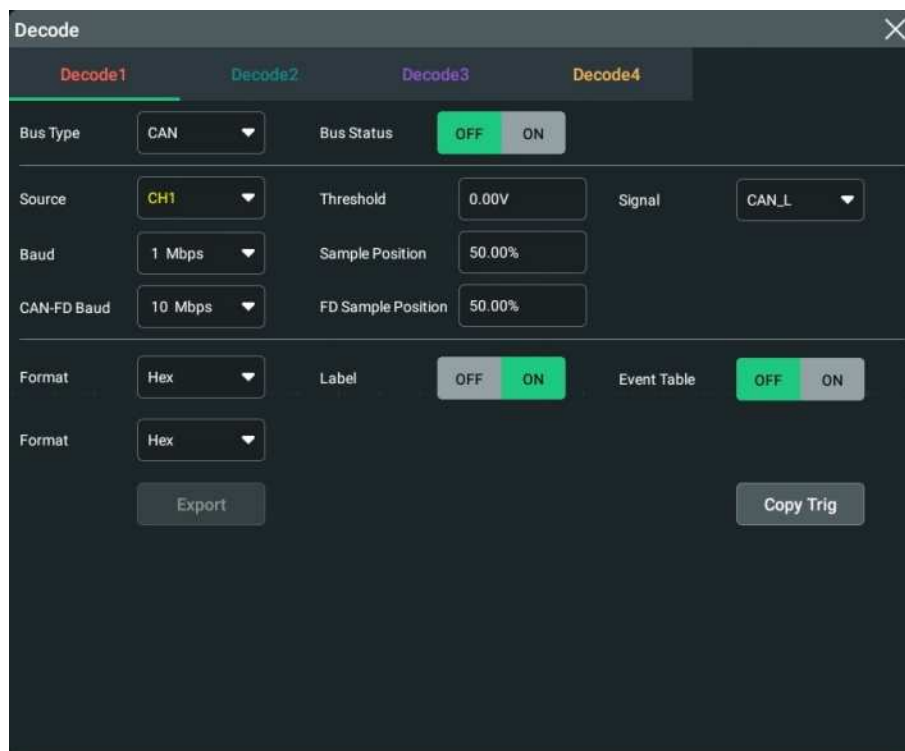 Decode
Decode1 Decode2 Decode3 Decode4
Bus Type CAN Bus Status OFF ON
Source CH1 Threshold 0.00V Signal CAN_L
Baud 1 Mbps Sample Position 50.00%
CAN-FD Baud 10 Mbps FD Sample Position 50.00%
Format Hex Label OFF ON Event Table OFF ON
Format Hex
Export Copy Trig